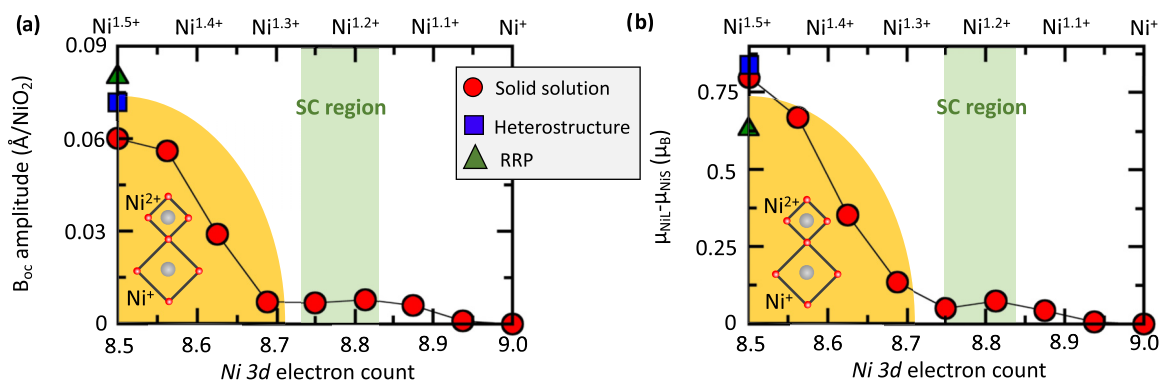 (a)
Ni1.5+ Ni1.4+ Ni1.3+ Ni1.2+ Ni1.1+ Ni+
0.09
0.06
0.03
0
Boc amplitude (Å/NiO2)
SC region
Ni2+
Ni+
8.5 8.6 8.7 8.8 8.9 9.0
Ni 3d electron count
Solid solution
Heterostructure
RRP
(b)
Ni1.5+ Ni1.4+ Ni1.3+ Ni1.2+ Ni1.1+ Ni+
0.75
0.5
0.25
0
μNiL-μNiS (μB)
SC region
Ni2+
Ni+
8.5 8.6 8.7 8.8 8.9 9.0
Ni 3d electron count